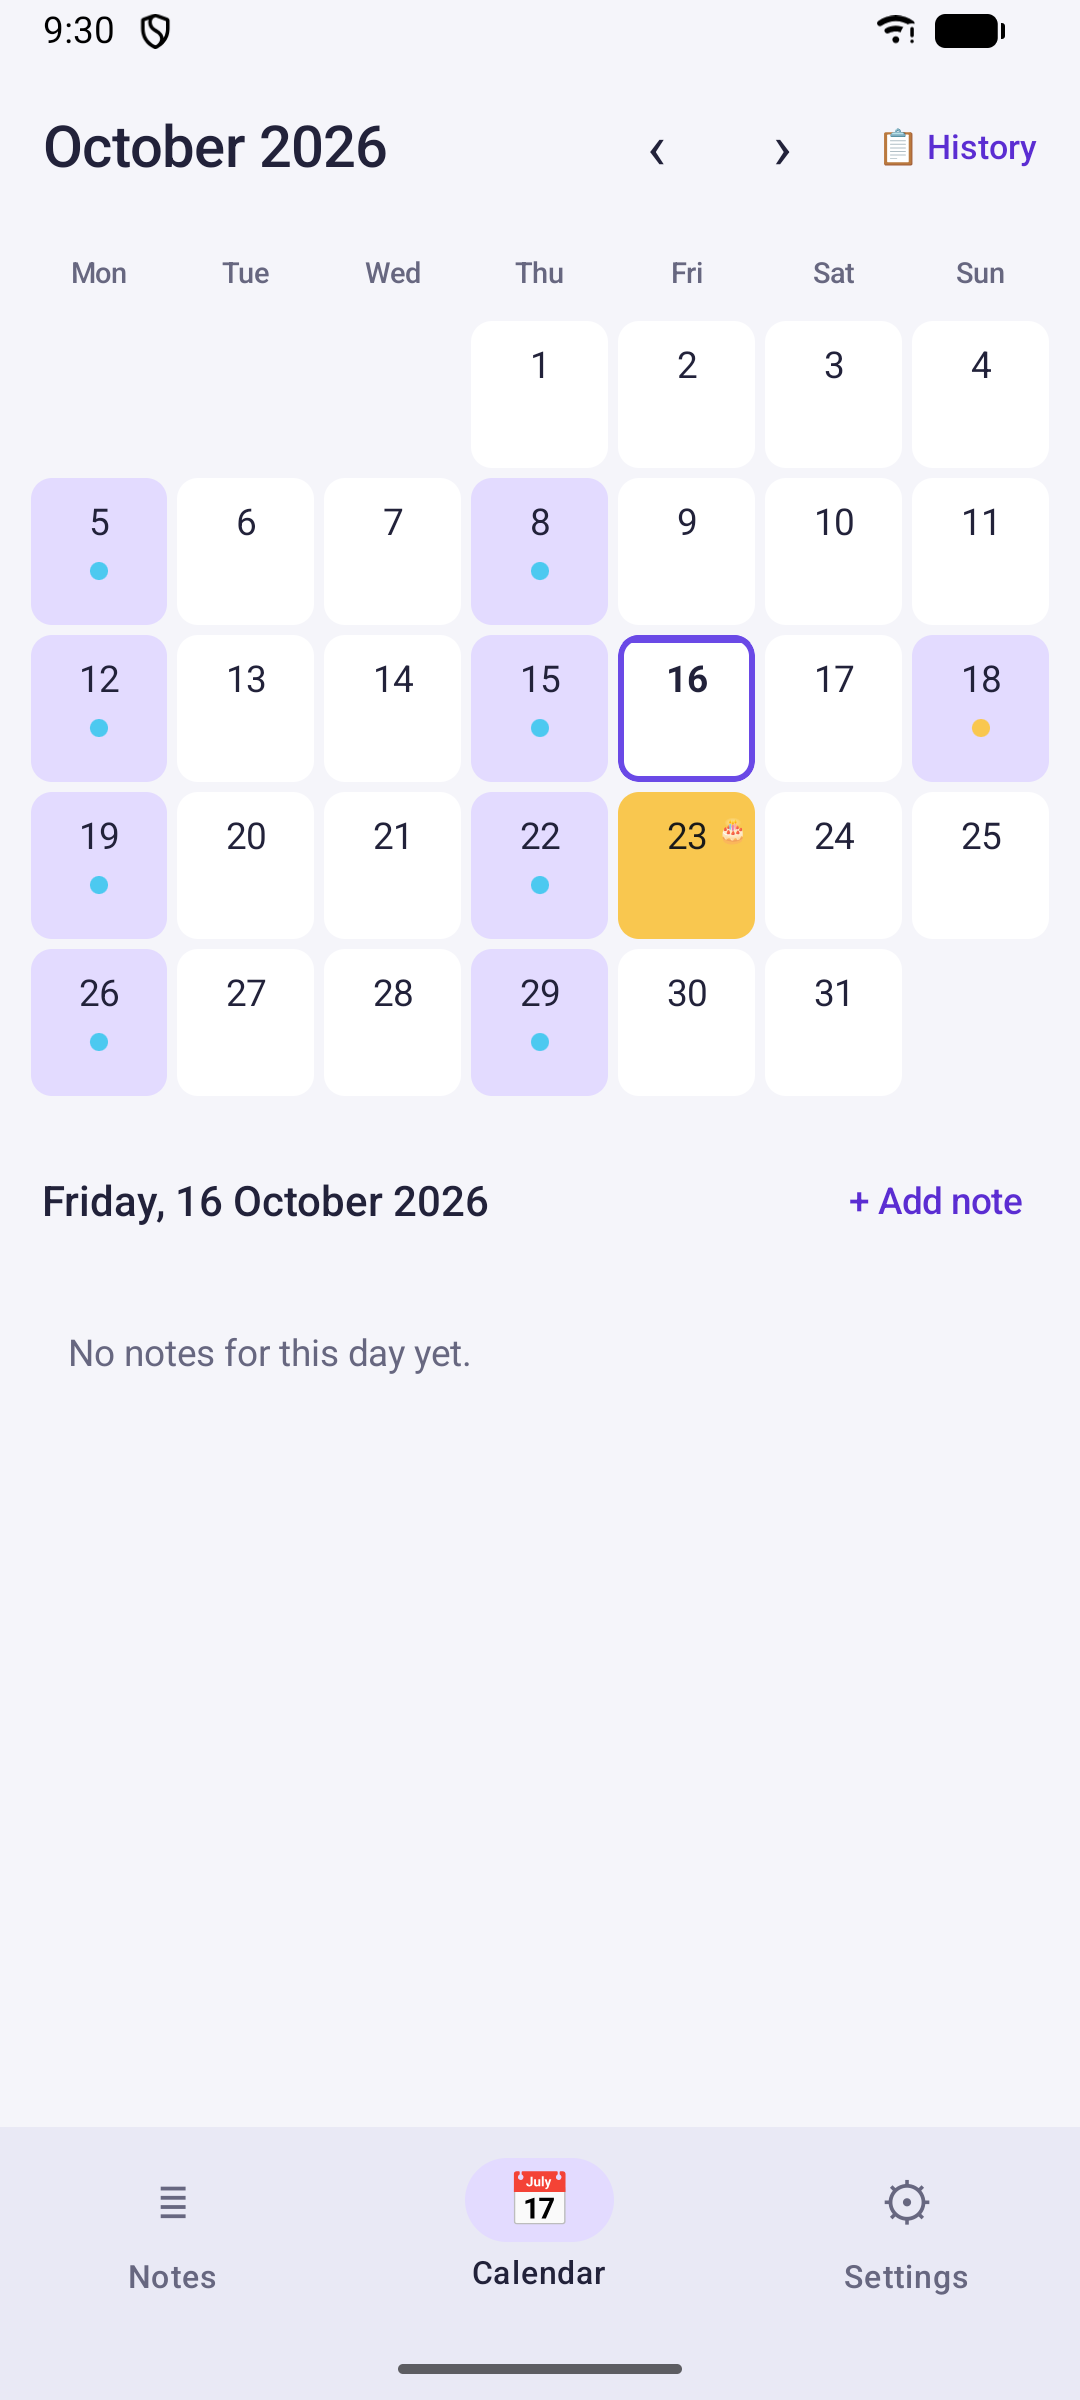 9:30
October 2026
‹ › 📋 History
Mon Tue Wed Thu Fri Sat Sun
1 2 3 4
5 6 7 8 9 10 11
12 13 14 15 16 17 18
19 20 21 22 23 24 25
26 27 28 29 30 31
Friday, 16 October 2026
+ Add note
No notes for this day yet.
July
17
Notes Calendar Settings